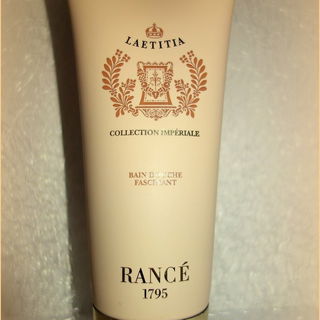 LAETITIA
COLLECTION IMPÉRIALE
BAIN DOUCHE
FASCINANT
RANCÉ
1795